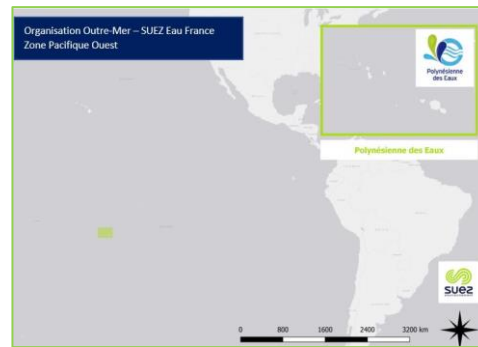 Organisation Outre-Mer – SUEZ Eau France
Zone Pacifique Ouest
Polynésienne
des Eaux
Polynésienne des Eaux
suez
0 800 1600 2400 3200 km